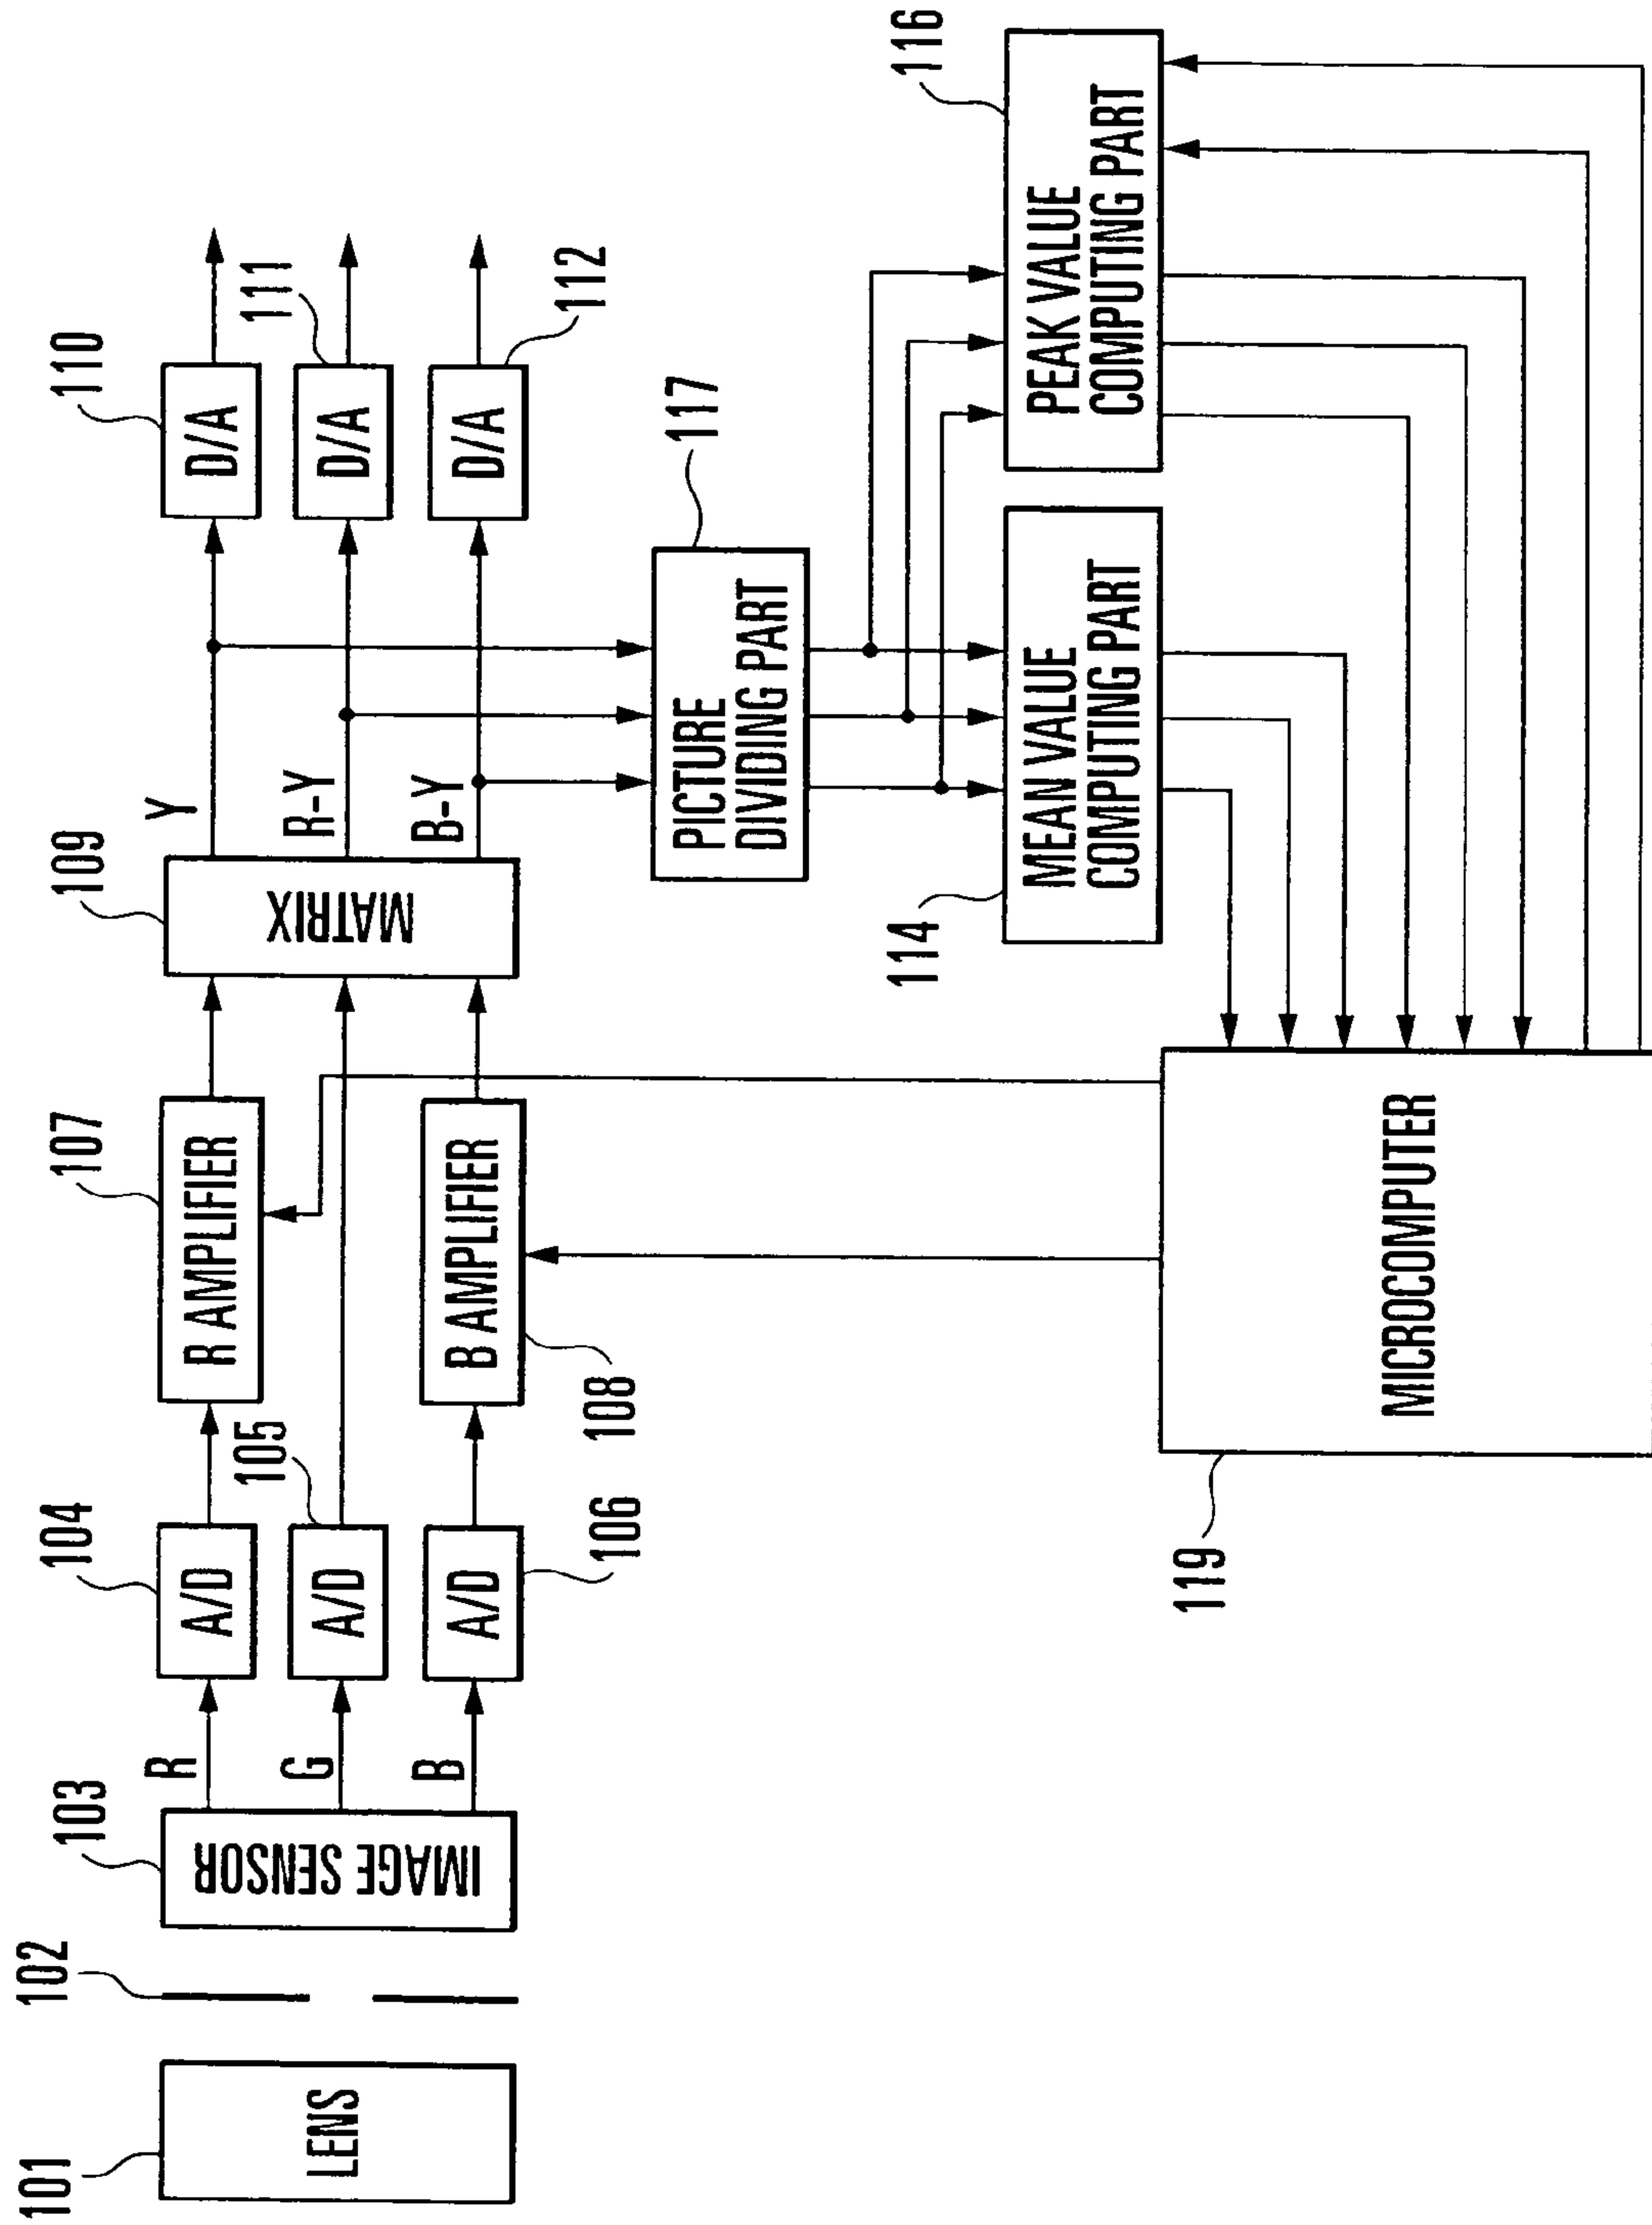 101
LENS
102
103
IMAGE SENSOR
R
G
B
104
A/D
105
A/D
106
A/D
107
R AMPLIFIER
108
B AMPLIFIER
109
MATRIX
Y
R-Y
B-Y
110
D/A
111
D/A
112
D/A
117
PICTURE
DIVIDING PART
114
MEAN VALUE
COMPUTING PART
116
PEAK VALUE
COMPUTING PART
119
MICROCOMPUTER